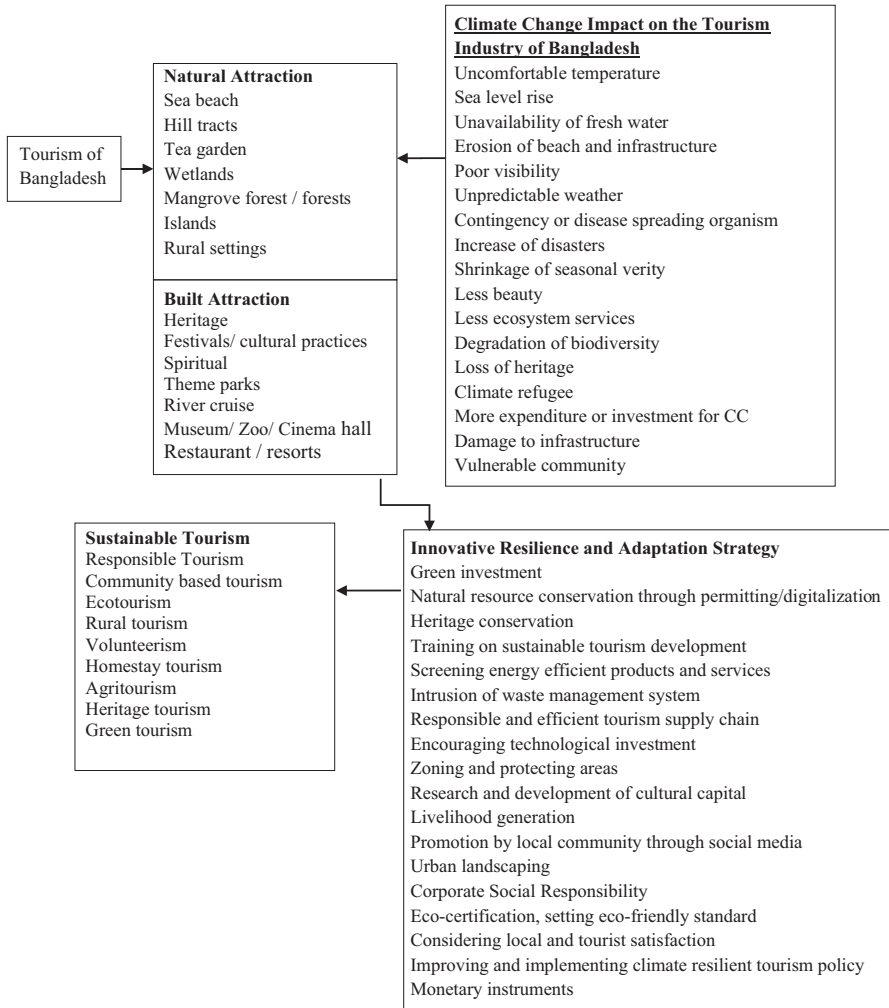 Tourism of
Bangladesh
Natural Attraction
Sea beach
Hill tracts
Tea garden
Wetlands
Mangrove forest / forests
Islands
Rural settings
Built Attraction
Heritage
Festivals/ cultural practices
Spiritual
Theme parks
River cruise
Museum/ Zoo/ Cinema hall
Restaurant / resorts
Climate Change Impact on the Tourism
Industry of Bangladesh
Uncomfortable temperature
Sea level rise
Unavailability of fresh water
Erosion of beach and infrastructure
Poor visibility
Unpredictable weather
Contingency or disease spreading organism
Increase of disasters
Shrinkage of seasonal verity
Less beauty
Less ecosystem services
Degradation of biodiversity
Loss of heritage
Climate refugee
More expenditure or investment for CC
Damage to infrastructure
Vulnerable community
Sustainable Tourism
Responsible Tourism
Community based tourism
Ecotourism
Rural tourism
Volunteerism
Homestay tourism
Agritourism
Heritage tourism
Green tourism
Innovative Resilience and Adaptation Strategy
Green investment
Natural resource conservation through permitting/digitalization
Heritage conservation
Training on sustainable tourism development
Screening energy efficient products and services
Intrusion of waste management system
Responsible and efficient tourism supply chain
Encouraging technological investment
Zoning and protecting areas
Research and development of cultural capital
Livelihood generation
Promotion by local community through social media
Urban landscaping
Corporate Social Responsibility
Eco-certification, setting eco-friendly standard
Considering local and tourist satisfaction
Improving and implementing climate resilient tourism policy
Monetary instruments